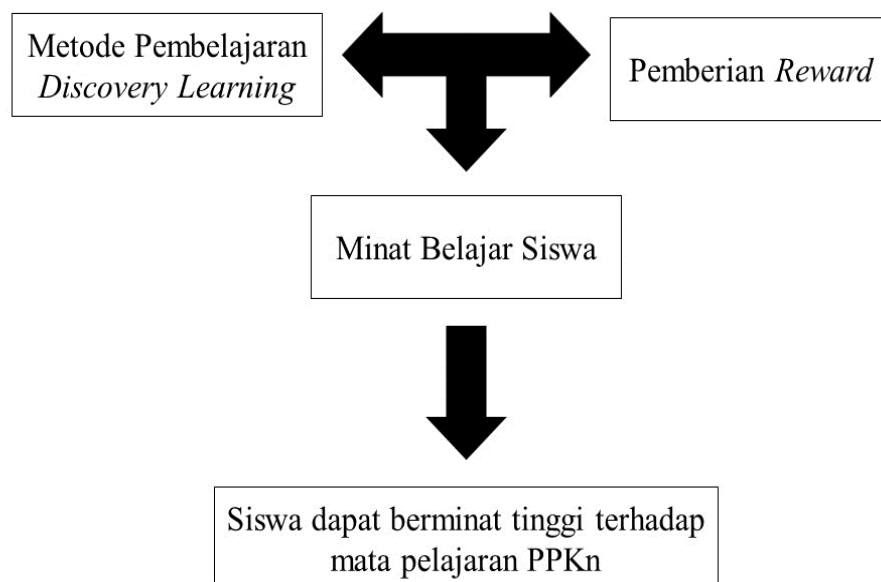 Metode Pembelajaran
Discovery Learning
Pemberian Reward
Minat Belajar Siswa
Siswa dapat berminat tinggi terhadap
mata pelajaran PPKn